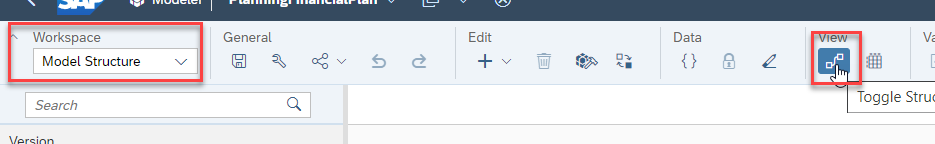 SAP Modeler PlanningFinancialPlan
Workspace General Edit Data View
Model Structure
Toggle Struc
Search
Version